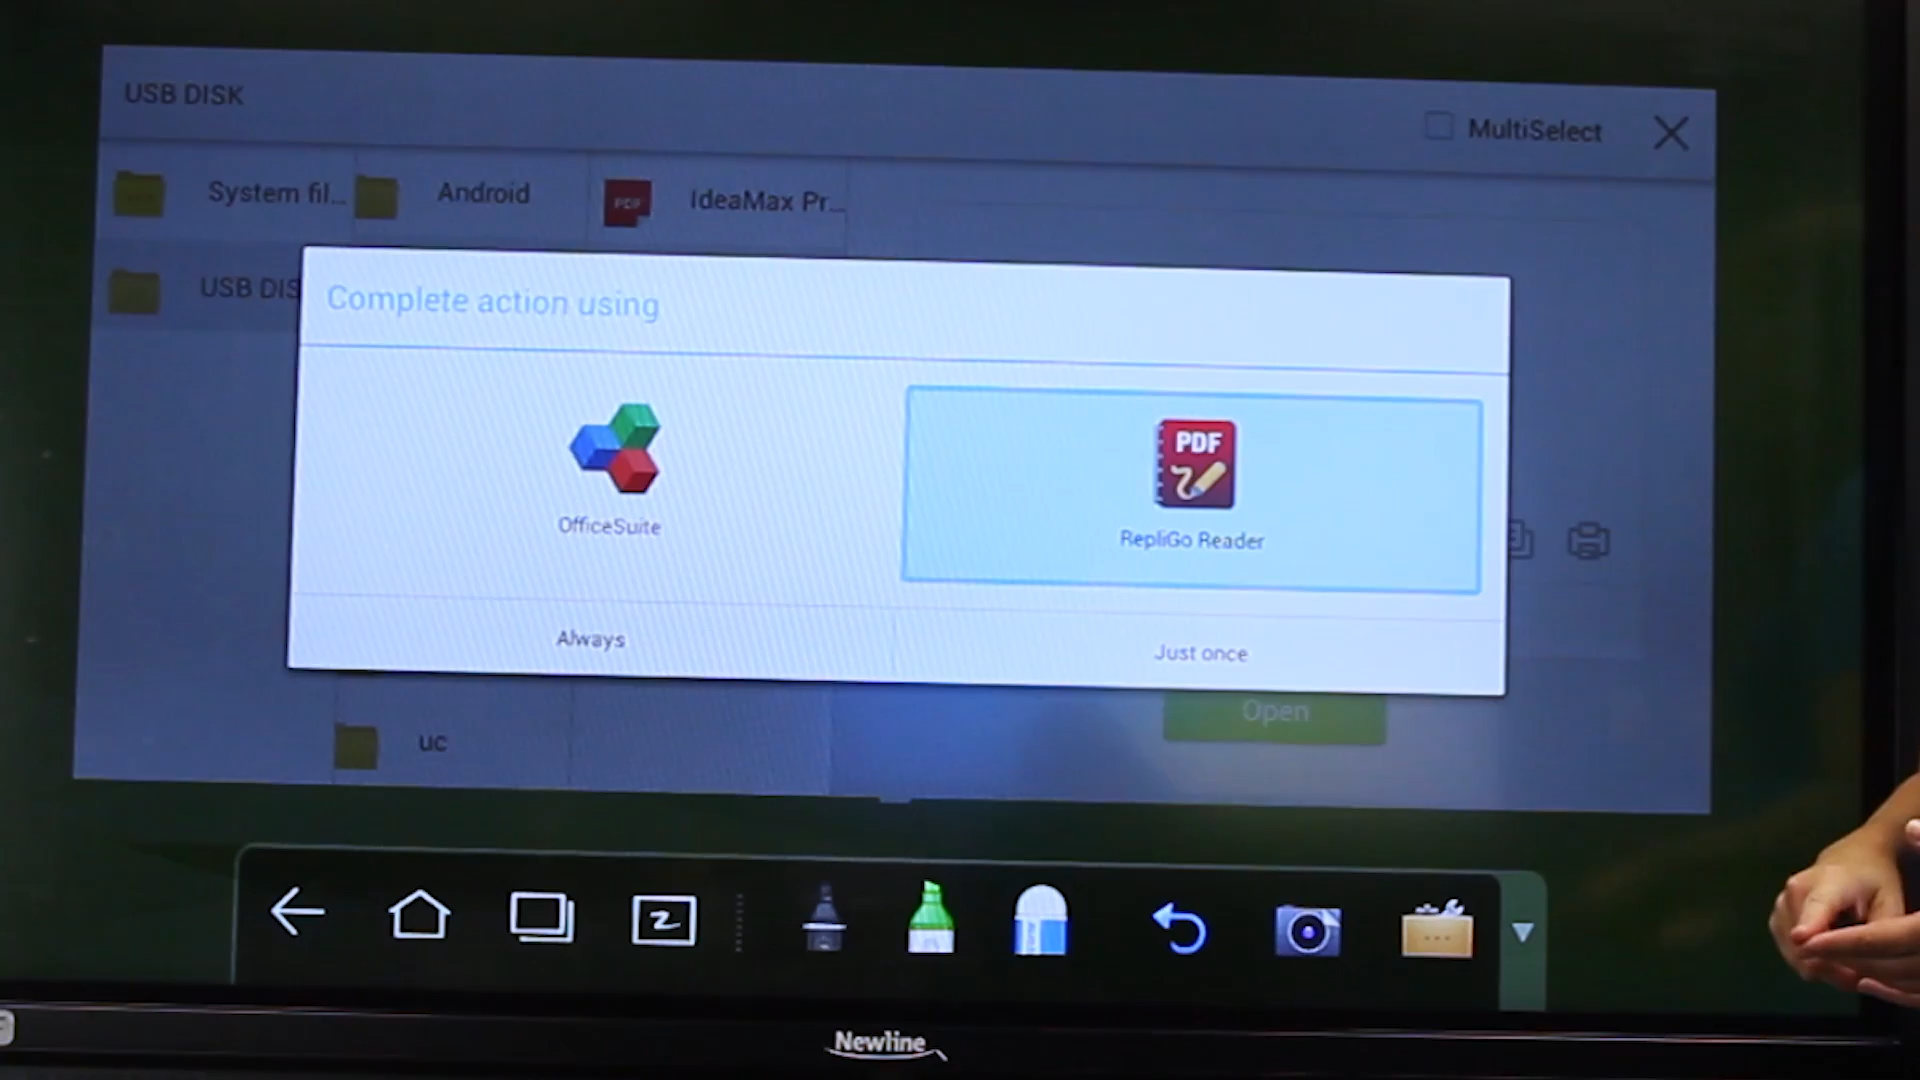 USB DISK
MultiSelect
System fil...
Android
PDF
IdeaMax Pr...
USB DIS
Complete action using
PDF
OfficeSuite
RepliGo Reader
Always
Just once
Open
uc
Newline